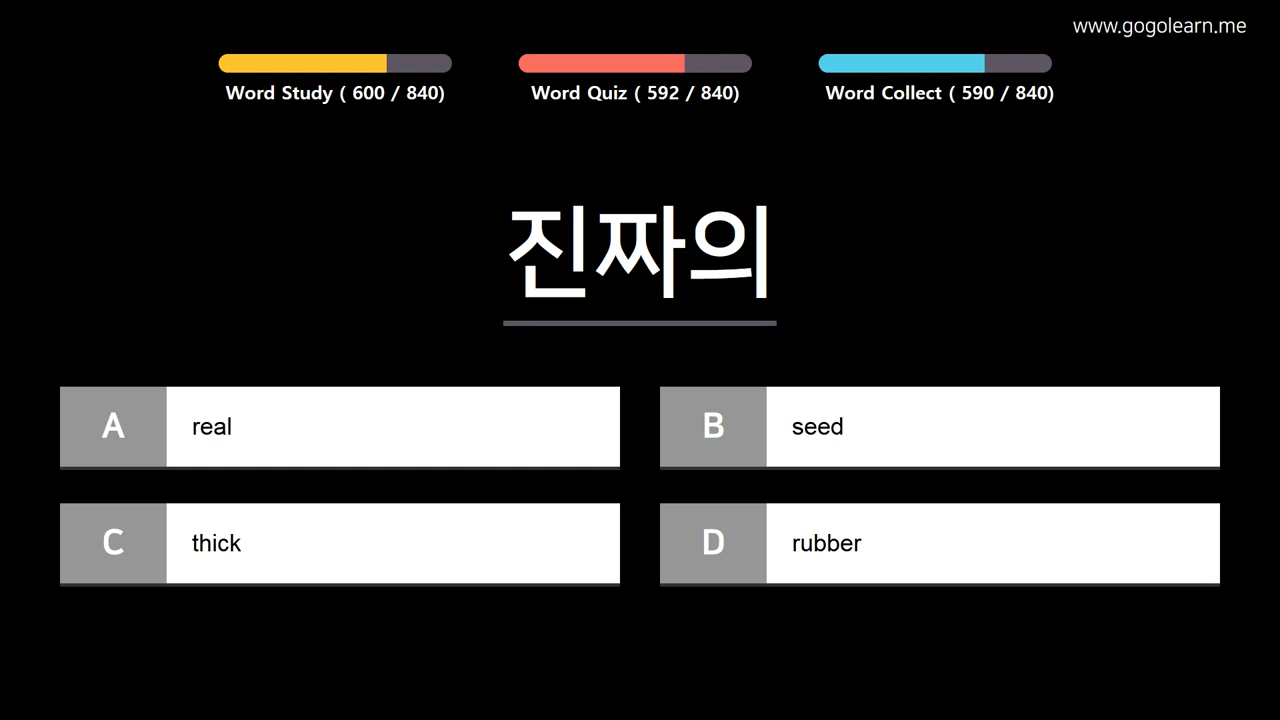 www.gogolearn.me
Word Study ( 600 / 840)
Word Quiz ( 592 / 840)
Word Collect ( 590 / 840)
진짜의
A real
B seed
C thick
D rubber